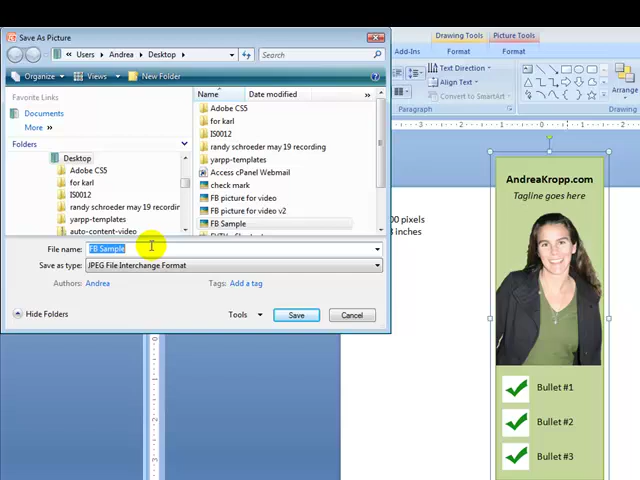 Save As Picture
Users ▸ Andrea ▸ Desktop ▸
Search
Organize
Views
New Folder
Favorite Links
Documents
More »
Folders
Desktop
Adobe CS5
for karl
IS0012
randy schroeder may 19 recordin
yarpp-templates
auto-content-video
Name
Date modified
»
Adobe CS5
for karl
IS0012
randy schroeder may 19 recording
yarpp-templates
Access cPanel Webmail
check mark
FB picture for video
FB picture for video v2
FB Sample
File name: FB Sample
Save as type: JPEG File Interchange Format
Authors: Andrea
Tags: Add a tag
Hide Folders
Tools
Save
Cancel
Drawing Tools
Picture Tools
Add-Ins
Format
Format
Text Direction
Align Text
Convert to SmartArt
Paragraph
Arrange
Drawing
00 pixels
inches
AndreaKropp.com
Tagline goes here
Bullet #1
Bullet #2
Bullet #3